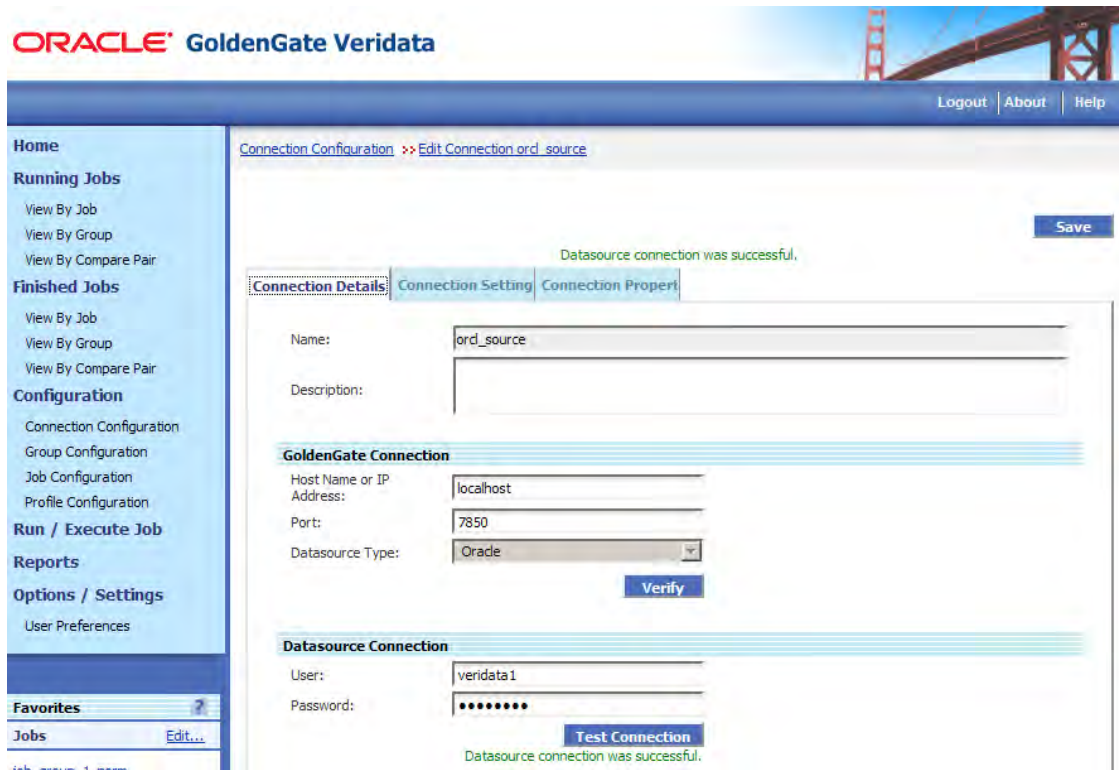 ORACLE GoldenGate Veridata
Logout About Help
Home
Running Jobs
View By Job
View By Group
View By Compare Pair
Finished Jobs
View By Job
View By Group
View By Compare Pair
Configuration
Connection Configuration
Group Configuration
Job Configuration
Profile Configuration
Run / Execute Job
Reports
Options / Settings
User Preferences
Favorites ?
Jobs Edit...
Connection Configuration >> Edit Connection orcl_source
Save
Datasource connection was successful.
Connection Details Connection Setting Connection Propert
Name: orcl_source
Description:
GoldenGate Connection
Host Name or IP
Address: localhost
Port: 7850
Datasource Type: Oracle
Verify
Datasource Connection
User: veridata1
Password: ••••••••
Test Connection
Datasource connection was successful.